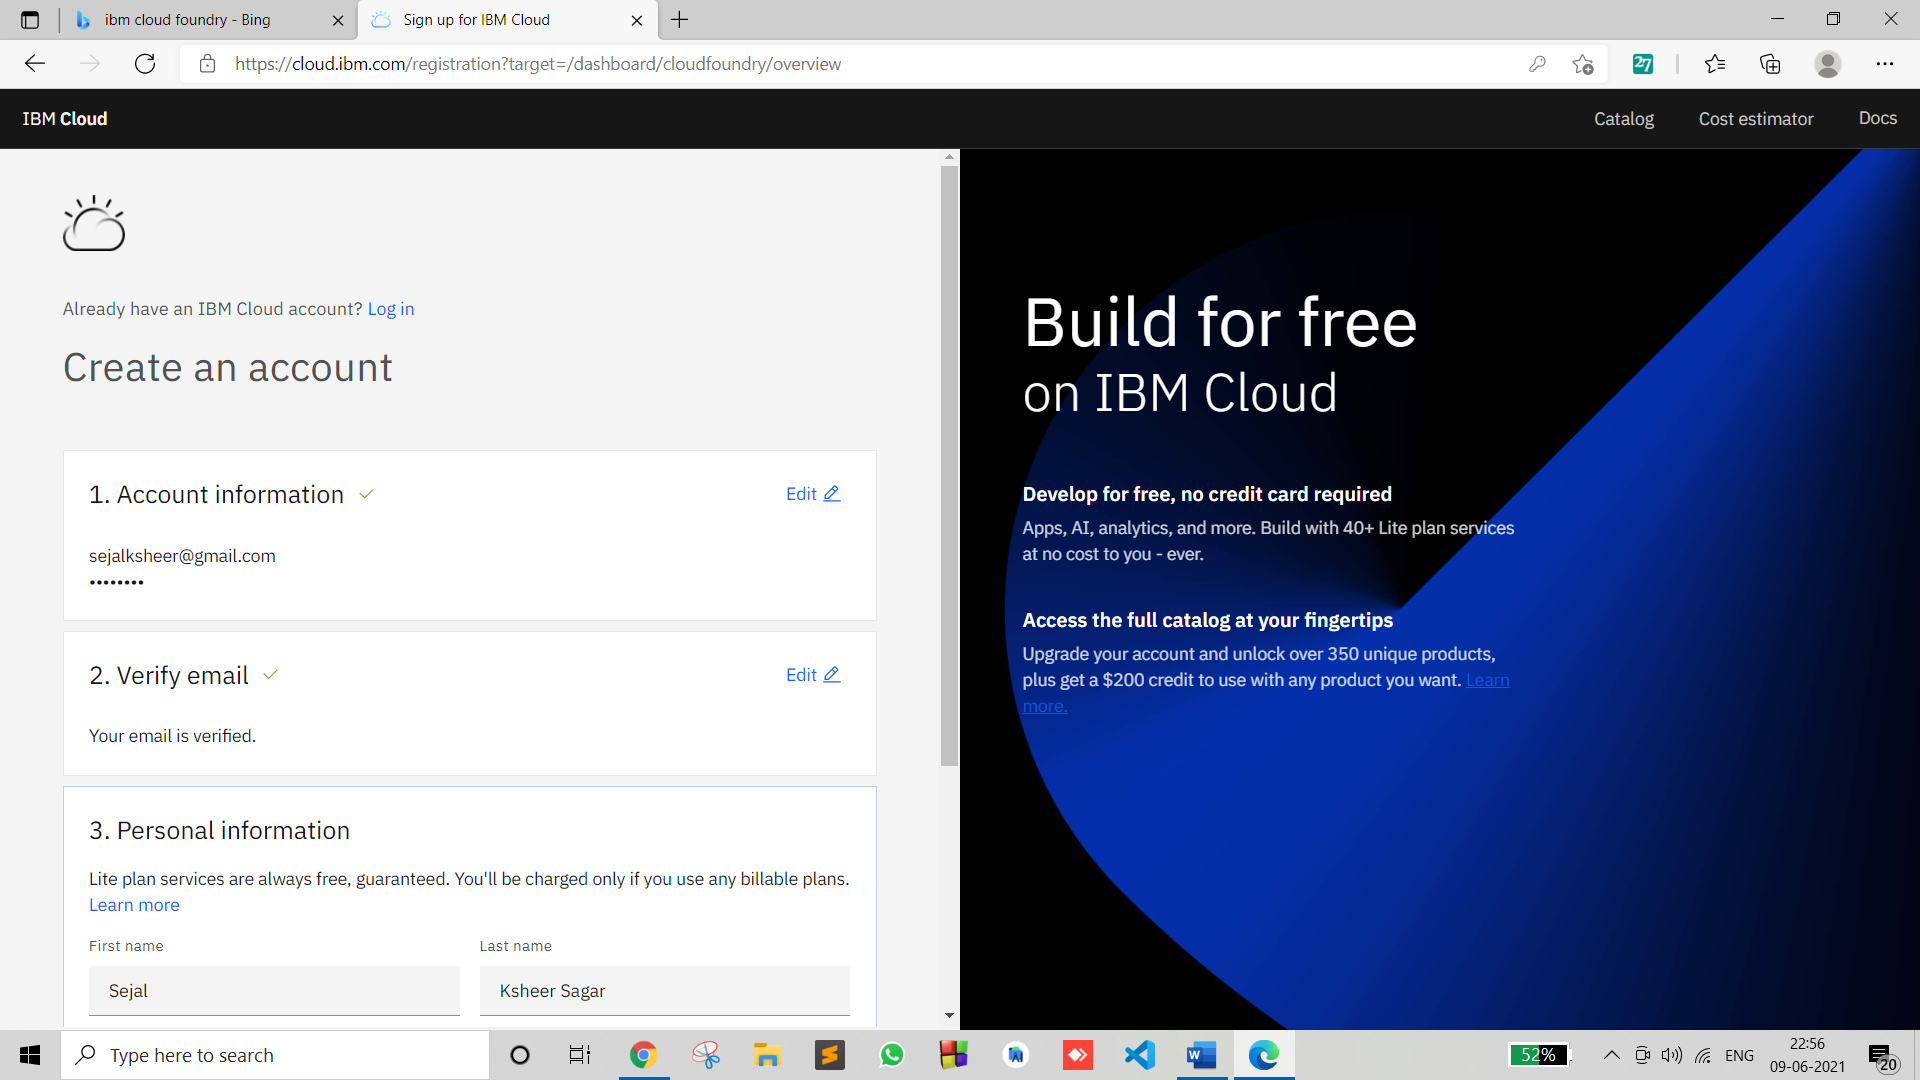 ibm cloud foundry - Bing
Sign up for IBM Cloud
https://cloud.ibm.com/registration?target=/dashboard/cloudfoundry/overview
27
IBM Cloud
Catalog
Cost estimator
Docs
Already have an IBM Cloud account? Log in
Create an account
1. Account information
Edit
sejalksheer@gmail.com
••••••••
2. Verify email
Edit
Your email is verified.
3. Personal information
Lite plan services are always free, guaranteed. You'll be charged only if you use any billable plans.
Learn more
First name
Last name
Sejal
Ksheer Sagar
Build for free
on IBM Cloud
Develop for free, no credit card required
Apps, AI, analytics, and more. Build with 40+ Lite plan services
at no cost to you - ever.
Access the full catalog at your fingertips
Upgrade your account and unlock over 350 unique products,
plus get a $200 credit to use with any product you want. Learn
more.
Type here to search
52%
ENG
22:56
09-06-2021
20